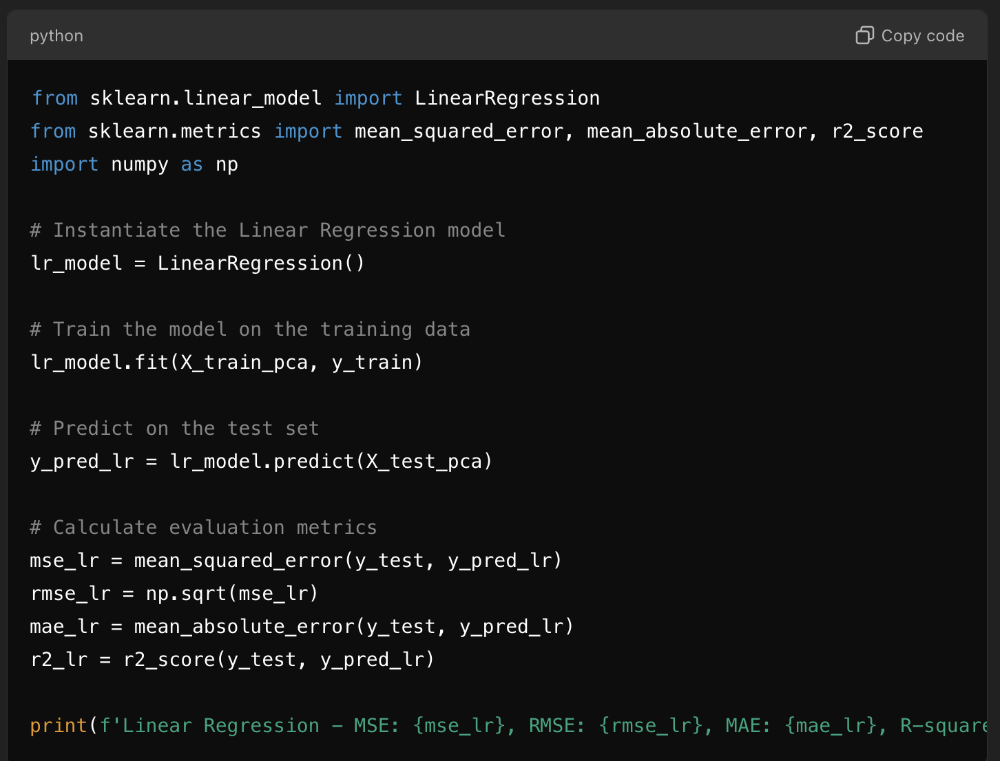 python
Copy code
from sklearn.linear_model import LinearRegression
from sklearn.metrics import mean_squared_error, mean_absolute_error, r2_score
import numpy as np
# Instantiate the Linear Regression model
lr_model = LinearRegression()
# Train the model on the training data
lr_model.fit(X_train_pca, y_train)
# Predict on the test set
y_pred_lr = lr_model.predict(X_test_pca)
# Calculate evaluation metrics
mse_lr = mean_squared_error(y_test, y_pred_lr)
rmse_lr = np.sqrt(mse_lr)
mae_lr = mean_absolute_error(y_test, y_pred_lr)
r2_lr = r2_score(y_test, y_pred_lr)
print(f'Linear Regression - MSE: {mse_lr}, RMSE: {rmse_lr}, MAE: {mae_lr}, R-square